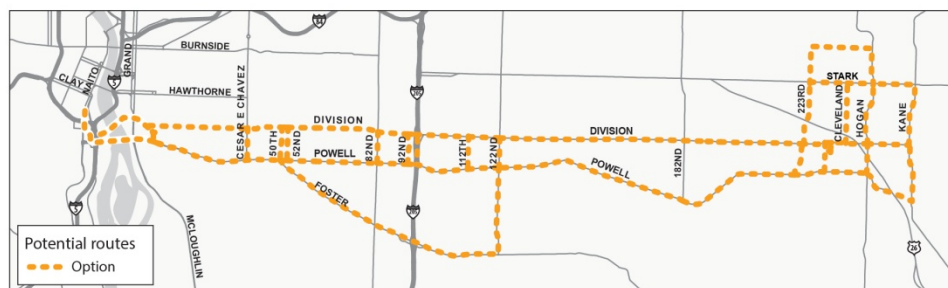 84
BURNSIDE
STARK
CLAY
NAITO
GRAND
5
HAWTHORNE
CESAR E CHAVEZ
50TH
52ND
DIVISION
82ND
92ND
205
112TH
122ND
DIVISION
182ND
223RD
CLEVELAND
HOGAN
KANE
POWELL
POWELL
FOSTER
205
MCLOUGHLIN
5
26
Potential routes
Option